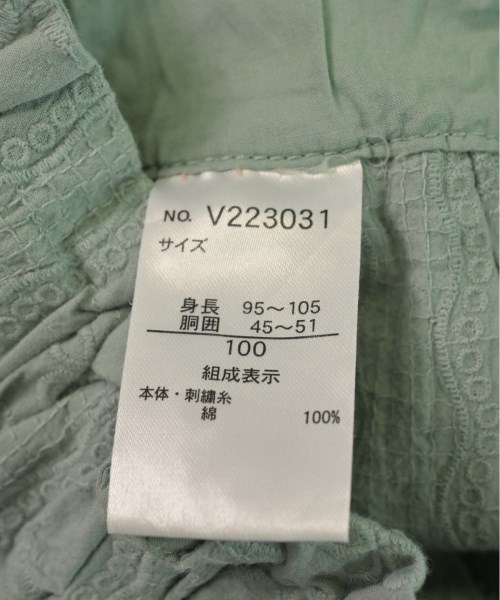 NO. V223031
サイズ
身長 95〜105
胴囲 45〜51
100
組成表示
本体・刺繍糸
綿 100%